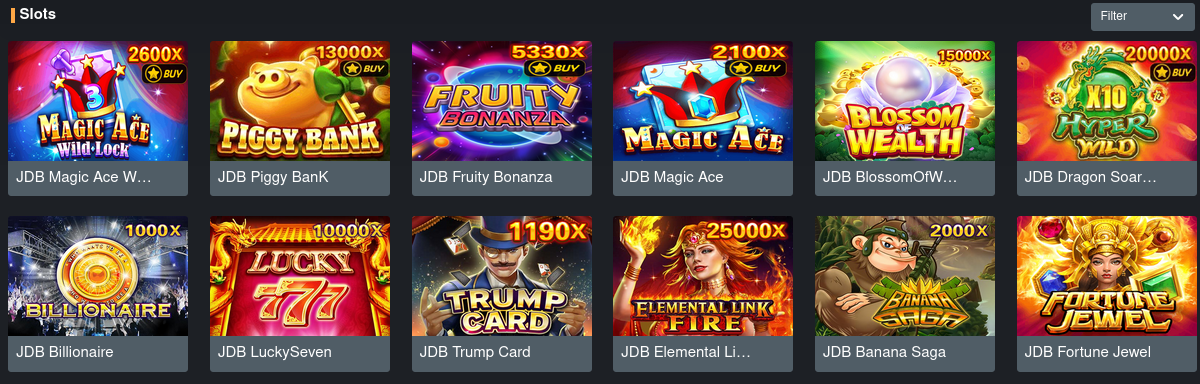 Slots
Filter
2600X
BUY
3
MAGIC ACE
WILD·LOCK
JDB Magic Ace W...
13000X
BUY
PIGGY BANK
JDB Piggy BanK
5330X
BUY
FRUITY
BONANZA
JDB Fruity Bonanza
2100X
BUY
MAGIC ACE
JDB Magic Ace
15000X
BLOSSOM
OF
WEALTH
JDB BlossomOfW...
20000X
BUY
X10
HYPER
WILD
JDB Dragon Soar...
1000X
BILLIONAIRE
JDB Billionaire
10000X
LUCKY
777
JDB LuckySeven
1190X
TRUMP
CARD
JDB Trump Card
25000X
ELEMENTAL LINK
FIRE
JDB Elemental Li...
2000X
BANANA
SAGA
JDB Banana Saga
FORTUNE
JEWEL
JDB Fortune Jewel